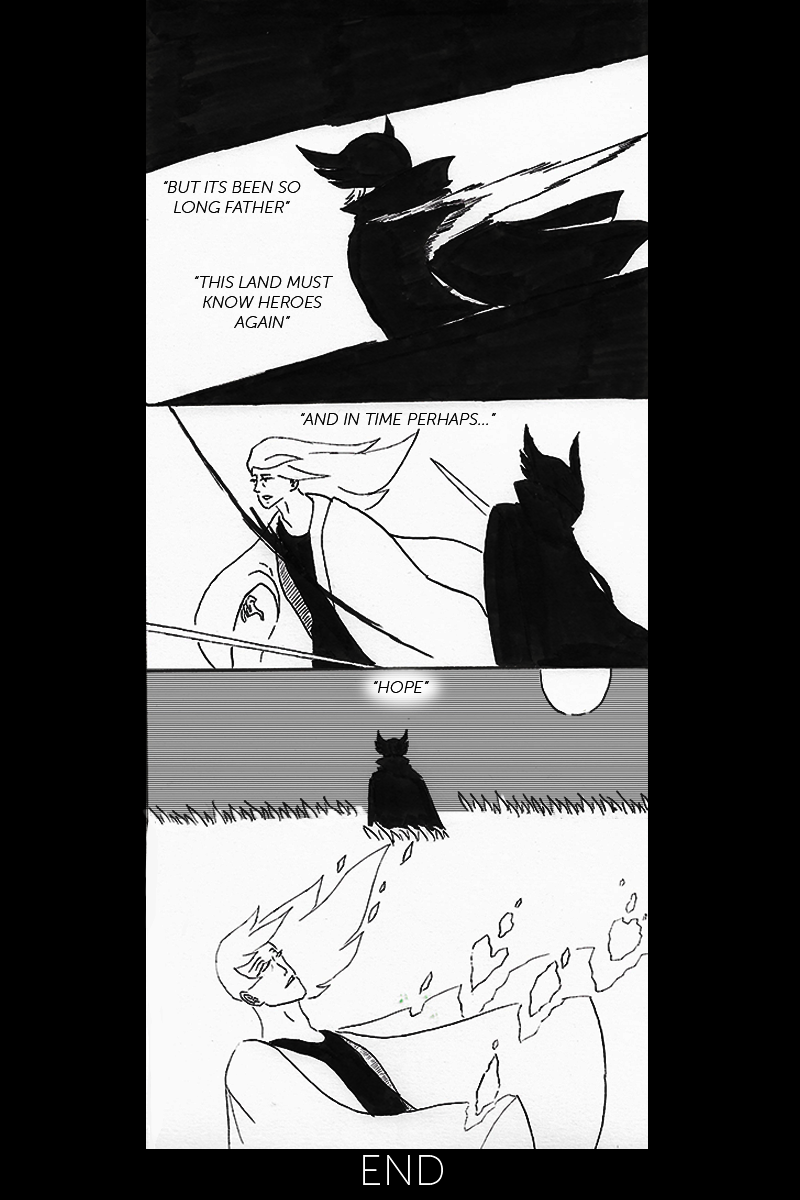 “BUT ITS BEEN SO
LONG FATHER”
“THIS LAND MUST
KNOW HEROES
AGAIN”
“AND IN TIME PERHAPS...”
“HOPE”
END